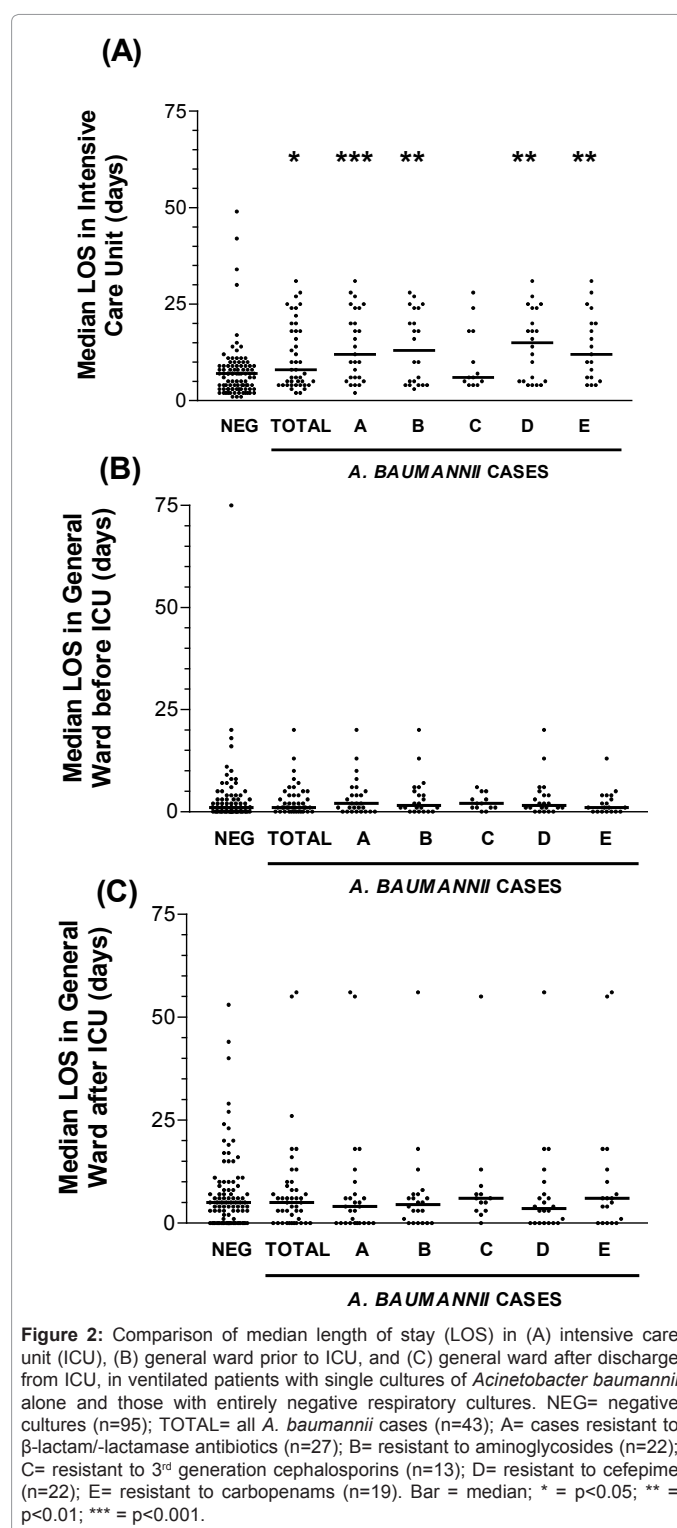 (A)
Median LOS in Intensive
Care Unit (days)
75
50
25
0
* *** ** ** **
NEG TOTAL A B C D E
A. BAUMANNII CASES
(B)
Median LOS in General
Ward before ICU (days)
75
50
25
0
NEG TOTAL A B C D E
A. BAUMANNII CASES
(C)
Median LOS in General
Ward after ICU (days)
75
50
25
0
NEG TOTAL A B C D E
A. BAUMANNII CASES
Figure 2: Comparison of median length of stay (LOS) in (A) intensive care
unit (ICU), (B) general ward prior to ICU, and (C) general ward after discharge
from ICU, in ventilated patients with single cultures of Acinetobacter baumannii
alone and those with entirely negative respiratory cultures. NEG= negative
cultures (n=95); TOTAL= all A. baumannii cases (n=43); A= cases resistant to
β-lactam/-lactamase antibiotics (n=27); B= resistant to aminoglycosides (n=22);
C= resistant to 3rd generation cephalosporins (n=13); D= resistant to cefepime
(n=22); E= resistant to carbopenams (n=19). Bar = median; * = p<0.05; ** =
p<0.01; *** = p<0.001.